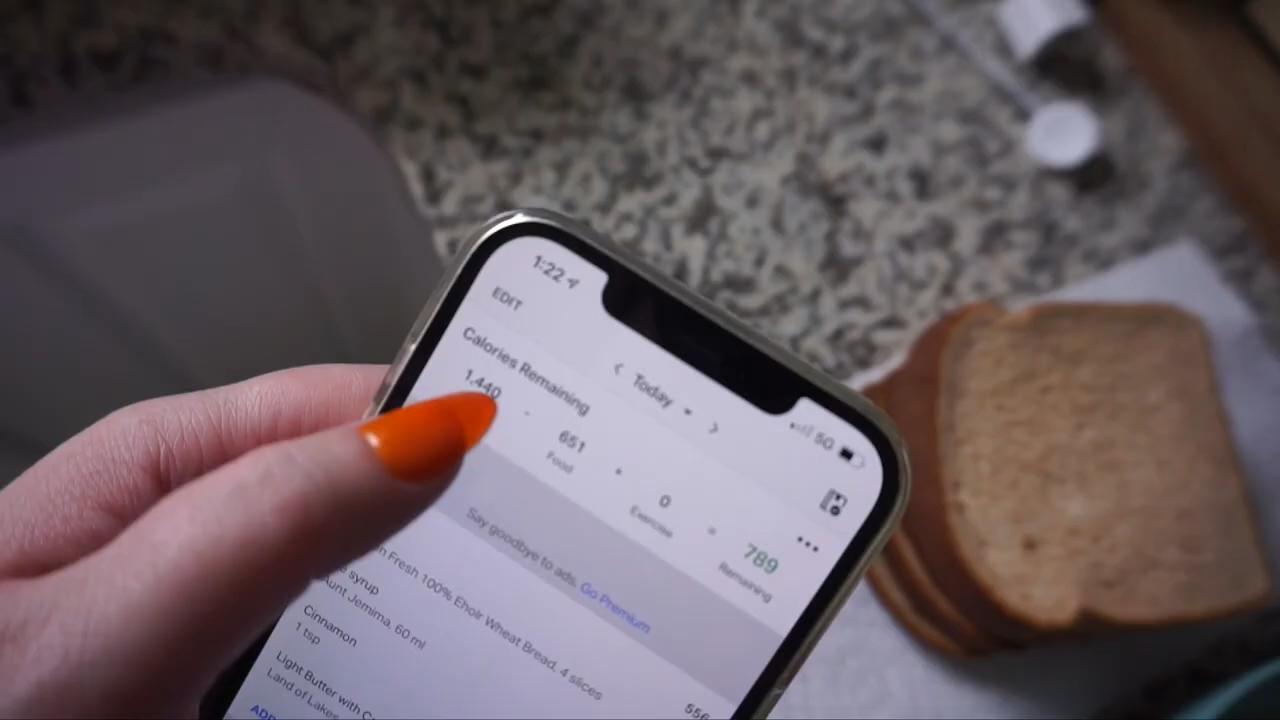 1:22
5G
EDIT
Today
Calories Remaining
1,440 - 651 + 0 = 789
Food Exercise Remaining
Say goodbye to ads. Go Premium
Fresh 100% Whole Wheat Bread, 4 slices
556
syrup
Aunt Jemima, 60 ml
Cinnamon
1 tsp
Light Butter with
Land of Lakes